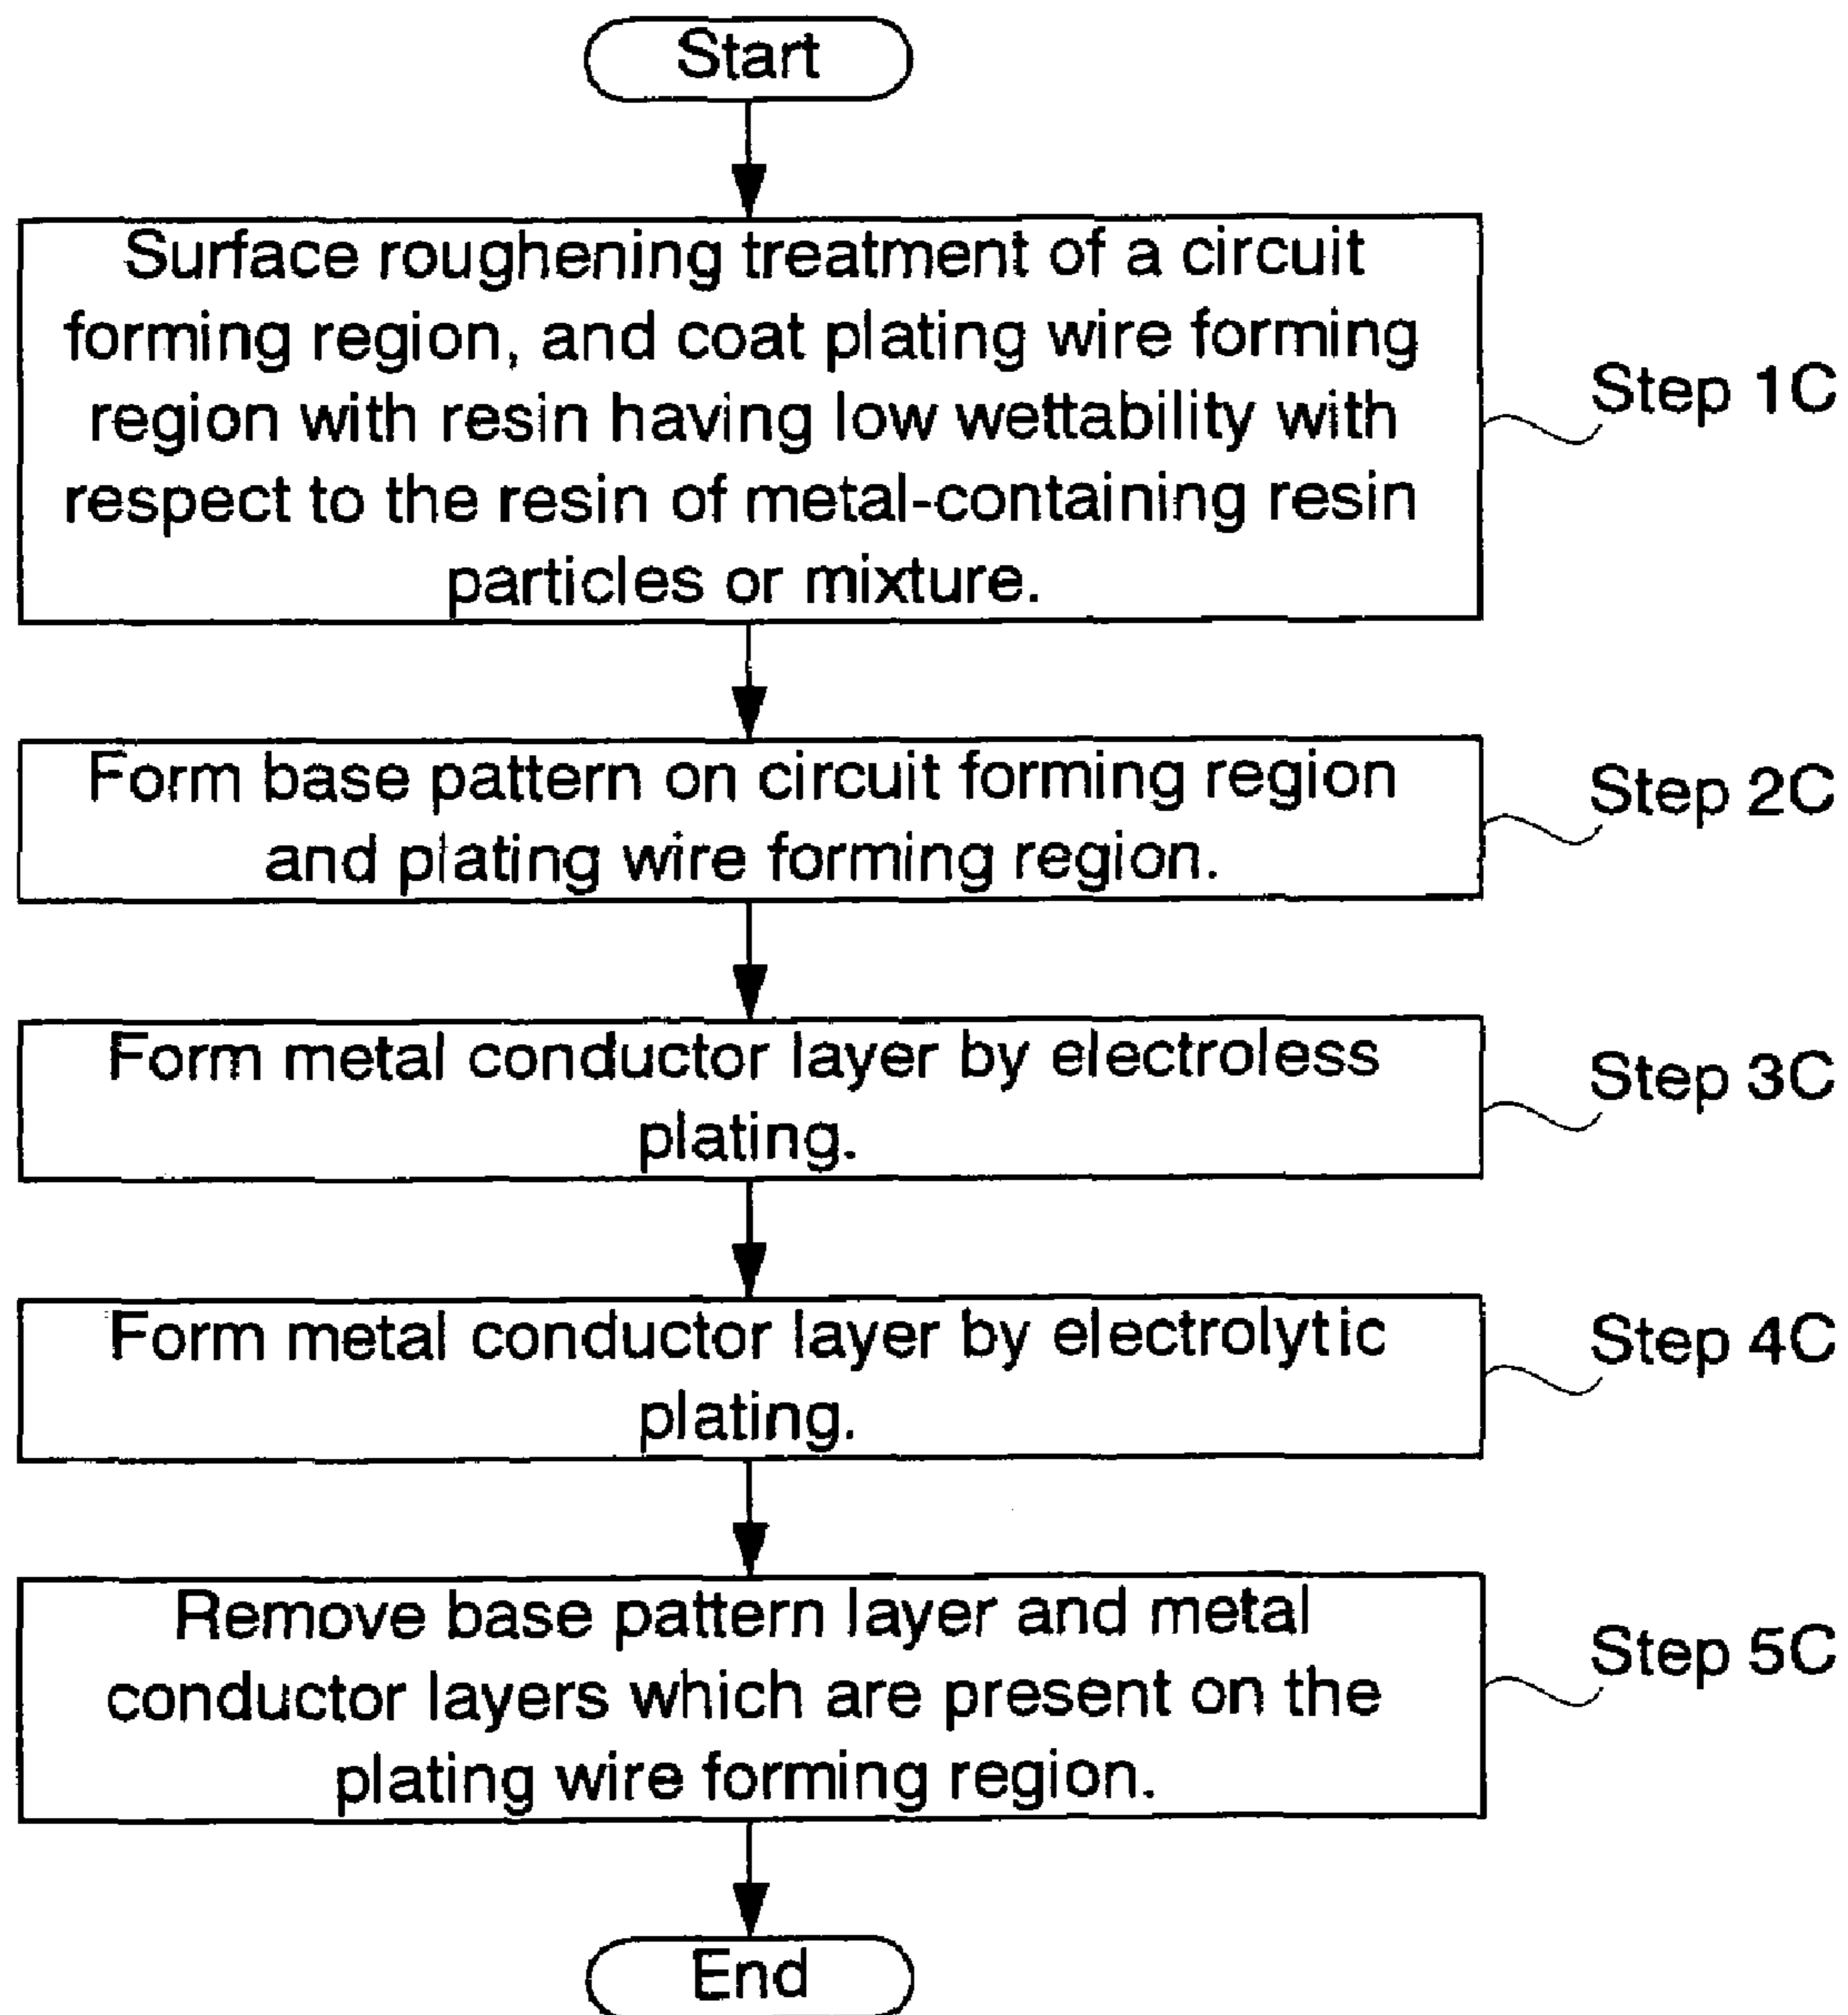 Start
Surface roughening treatment of a circuit
forming region, and coat plating wire forming
region with resin having low wettability with
respect to the resin of metal-containing resin
particles or mixture.
Step 1C
Form base pattern on circuit forming region
and plating wire forming region.
Step 2C
Form metal conductor layer by electroless
plating.
Step 3C
Form metal conductor layer by electrolytic
plating.
Step 4C
Remove base pattern layer and metal
conductor layers which are present on the
plating wire forming region.
Step 5C
End